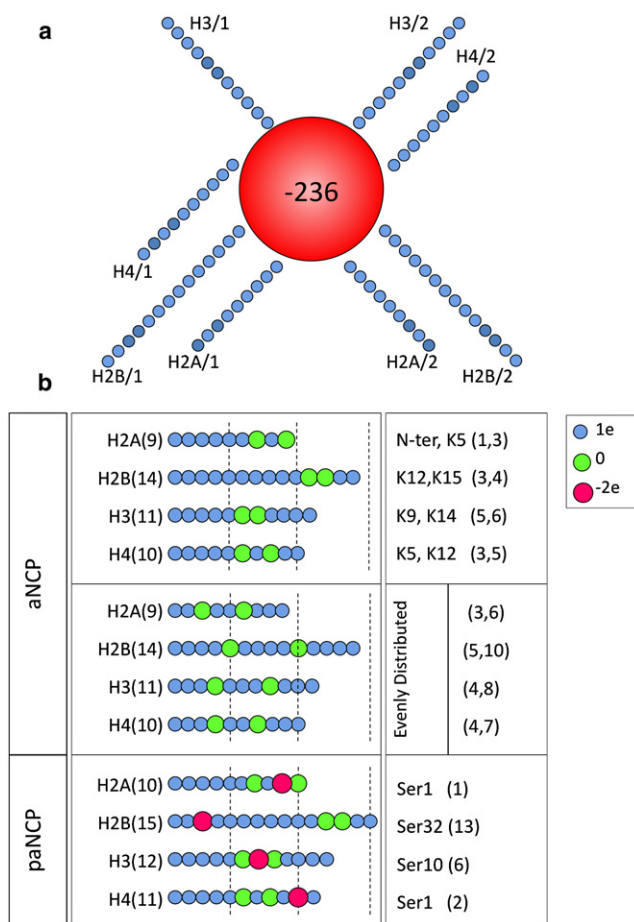 a
H3/1 H3/2
H4/2
-236
H4/1
H2B/1 H2A/1 H2A/2 H2B/2
b
aNCP
H2A(9) N-ter, K5 (1,3)
H2B(14) K12,K15 (3,4)
H3(11) K9, K14 (5,6)
H4(10) K5, K12 (3,5)
Evenly Distributed
H2A(9) (3,6)
H2B(14) (5,10)
H3(11) (4,8)
H4(10) (4,7)
paNCP
H2A(10) Ser1 (1)
H2B(15) Ser32 (13)
H3(12) Ser10 (6)
H4(11) Ser1 (2)
1e
0
-2e